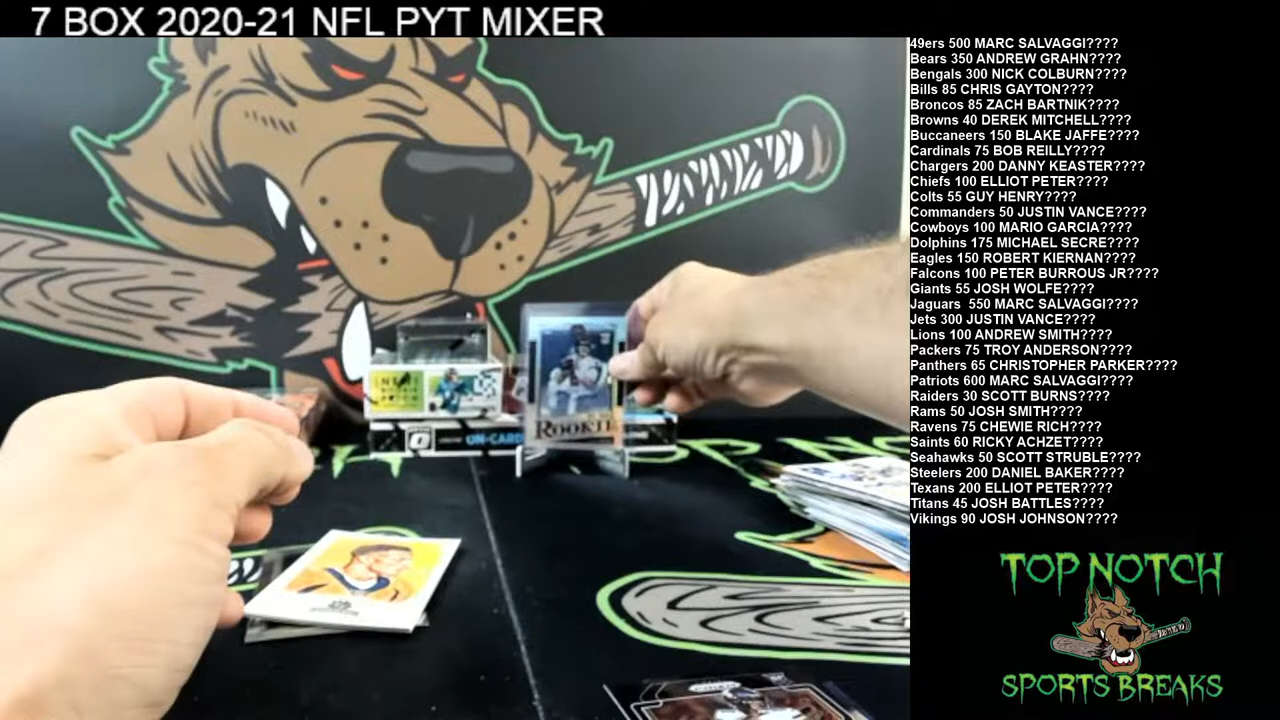 7 BOX 2020-21 NFL PYT MIXER
49ers 500 MARC SALVAGGI????
Bears 350 ANDREW GRAHN????
Bengals 300 NICK COLBURN????
Bills 85 CHRIS GAYTON????
Broncos 85 ZACH BARTNIK????
Browns 40 DEREK MITCHELL????
Buccaneers 150 BLAKE JAFFE????
Cardinals 75 BOB REILLY????
Chargers 200 DANNY KEASTER????
Chiefs 100 ELLIOT PETER????
Colts 55 GUY HENRY????
Commanders 50 JUSTIN VANCE????
Cowboys 100 MARIO GARCIA????
Dolphins 175 MICHAEL SECRE????
Eagles 150 ROBERT KIERNAN????
Falcons 100 PETER BURROUS JR????
Giants 55 JOSH WOLFE????
Jaguars  550 MARC SALVAGGI????
Jets 300 JUSTIN VANCE????
Lions 100 ANDREW SMITH????
Packers 75 TROY ANDERSON????
Panthers 65 CHRISTOPHER PARKER????
Patriots 600 MARC SALVAGGI????
Raiders 30 SCOTT BURNS????
Rams 50 JOSH SMITH????
Ravens 75 CHEWIE RICH????
Saints 60 RICKY ACHZET????
Seahawks 50 SCOTT STRUBLE????
Steelers 200 DANIEL BAKER????
Texans 200 ELLIOT PETER????
Titans 45 JOSH BATTLES????
Vikings 90 JOSH JOHNSON????
TOP NOTCH
SPORTS BREAKS
ON-CARD
ROOKIE